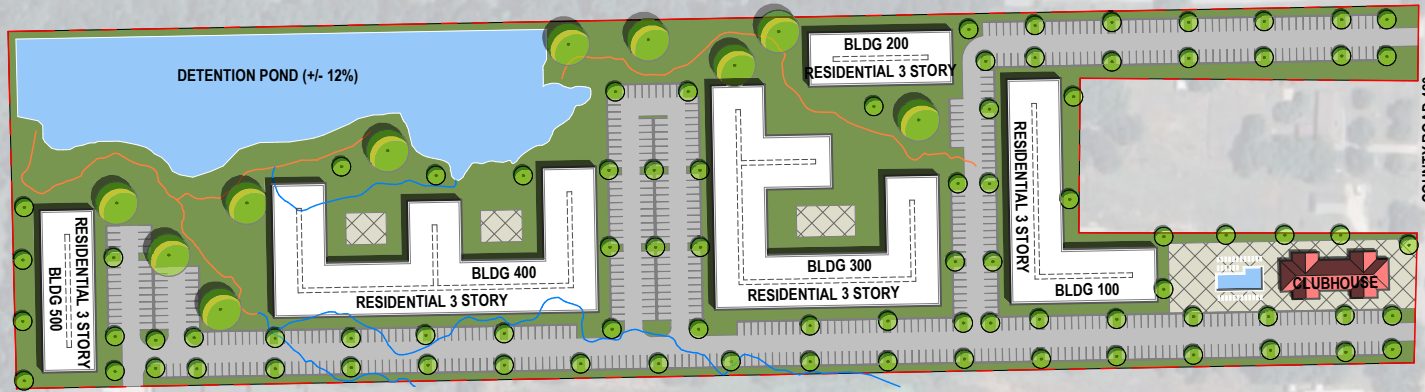 DETENTION POND (+/- 12%)
BLDG 200
RESIDENTIAL 3 STORY
RESIDENTIAL 3 STORY
BLDG 500
BLDG 400
RESIDENTIAL 3 STORY
BLDG 300
RESIDENTIAL 3 STORY
RESIDENTIAL 3 STORY
BLDG 100
CLUBHOUSE